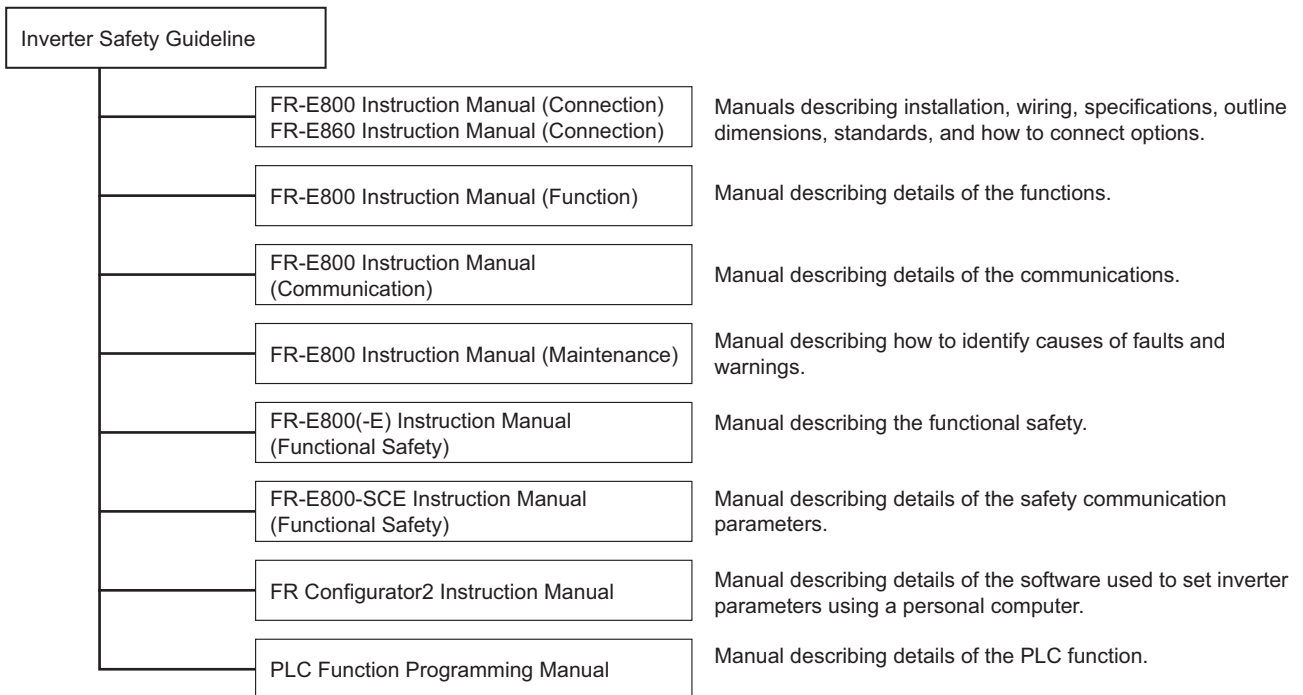 Inverter Safety Guideline
FR-E800 Instruction Manual (Connection)
FR-E860 Instruction Manual (Connection)
Manuals describing installation, wiring, specifications, outline
dimensions, standards, and how to connect options.
FR-E800 Instruction Manual (Function)
Manual describing details of the functions.
FR-E800 Instruction Manual
(Communication)
Manual describing details of the communications.
FR-E800 Instruction Manual (Maintenance)
Manual describing how to identify causes of faults and
warnings.
FR-E800(-E) Instruction Manual
(Functional Safety)
Manual describing the functional safety.
FR-E800-SCE Instruction Manual
(Functional Safety)
Manual describing details of the safety communication
parameters.
FR Configurator2 Instruction Manual
Manual describing details of the software used to set inverter
parameters using a personal computer.
PLC Function Programming Manual
Manual describing details of the PLC function.